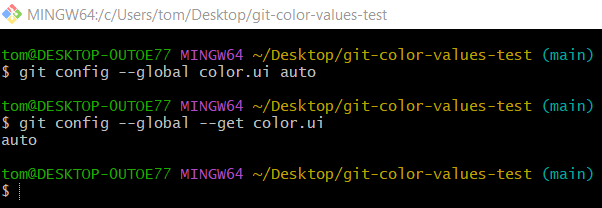 MINGW64:/c/Users/tom/Desktop/git-color-values-test
tom@DESKTOP-OUTOE77 MINGW64 ~/Desktop/git-color-values-test (main)
$ git config --global color.ui auto
tom@DESKTOP-OUTOE77 MINGW64 ~/Desktop/git-color-values-test (main)
$ git config --global --get color.ui
auto
tom@DESKTOP-OUTOE77 MINGW64 ~/Desktop/git-color-values-test (main)
$